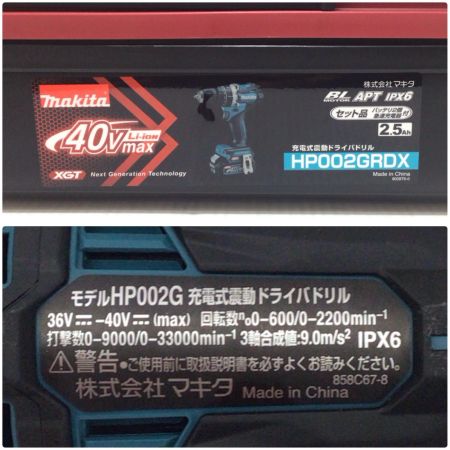 makita
40Vmax
Li-ion
XGT Next Generation Technology
株式会社マキタ
BL MOTOR APT IPX6
セット品 バッテリ2個 急速充電器 付
2.5Ah
充電式震動ドライバドリル
HP002GRDX
Made in China
モデルHP002G 充電式震動ドライバドリル
36V⎓ -40V⎓(max) 回転数n₀0-600/0-2200min⁻¹
打撃数0-9000/0-33000min⁻¹ 3軸合成値:9.0m/s² IPX6
⚠警告●ご使用前に取扱説明書を必ずよくお読みください。
858C67-8
株式会社マキタ Made in China